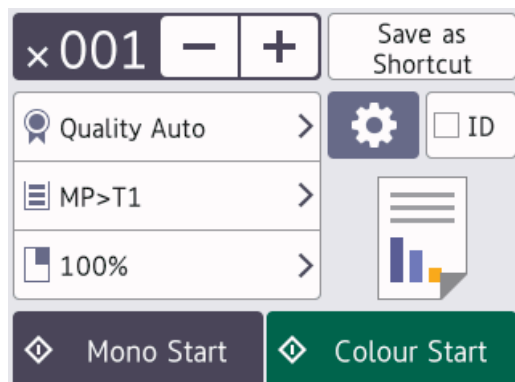 ×001
Save as
Shortcut
Quality Auto
ID
MP>T1
100%
Mono Start
Colour Start